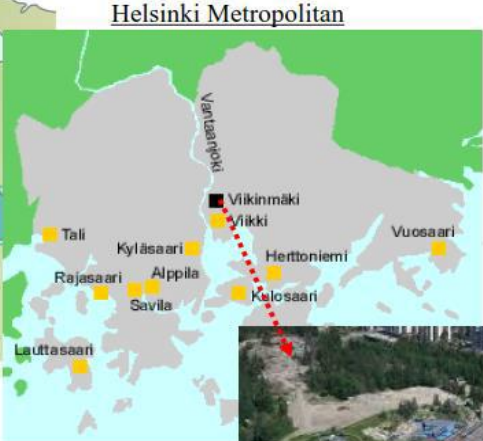 Helsinki Metropolitan
Vantaanjoki
Viikinmäki
Viikki
Tali
Kyläsaari
Vuosaari
Herttoniemi
Rajasaari
Alppila
Savila
Kulosaari
Lauttasaari